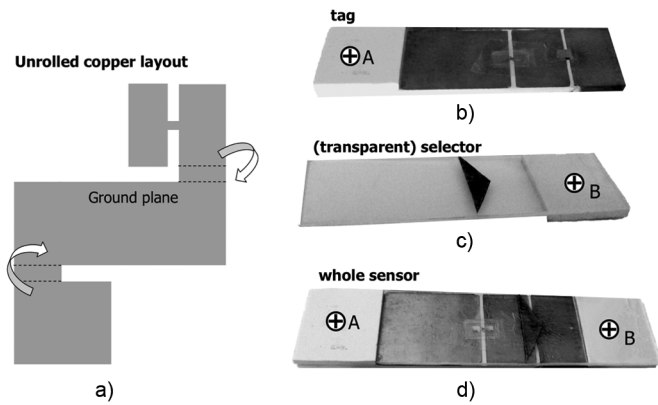 Unrolled copper layout
Ground plane
a)
tag
A
b)
(transparent) selector
B
c)
whole sensor
A
B
d)